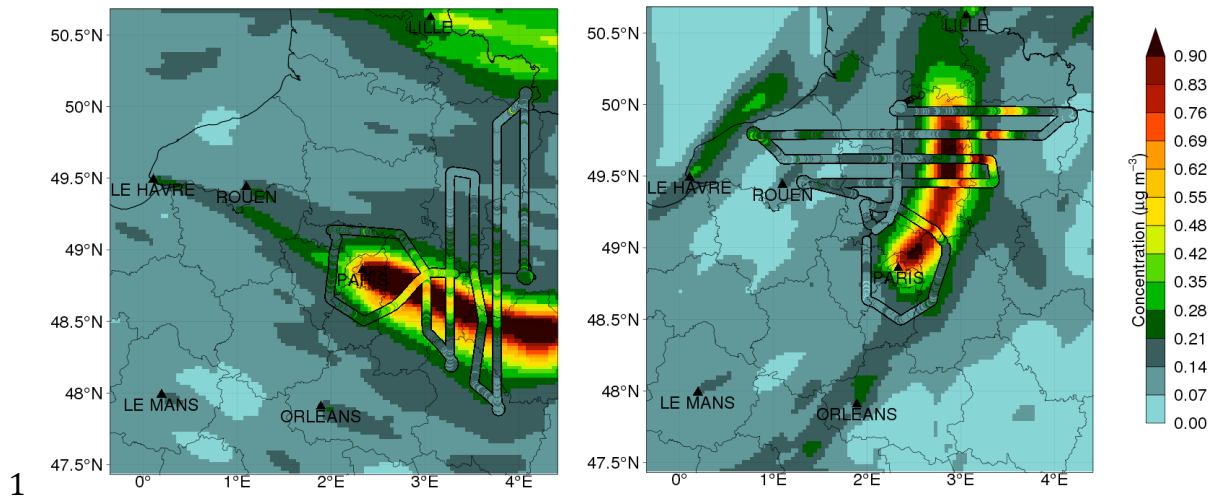 50.5°N
50°N
49.5°N
49°N
48.5°N
48°N
47.5°N
0°
1°E
2°E
3°E
4°E
LILLE
LE HAVRE
ROUEN
PARIS
LE MANS
ORLEANS
50.5°N
50°N
49.5°N
49°N
48.5°N
48°N
47.5°N
0°
1°E
2°E
3°E
4°E
LILLE
LE HAVRE
ROUEN
PARIS
LE MANS
ORLEANS
Concentration (µg m⁻³)
0.90
0.83
0.76
0.69
0.62
0.55
0.48
0.41
0.35
0.28
0.21
0.14
0.07
0.00
1